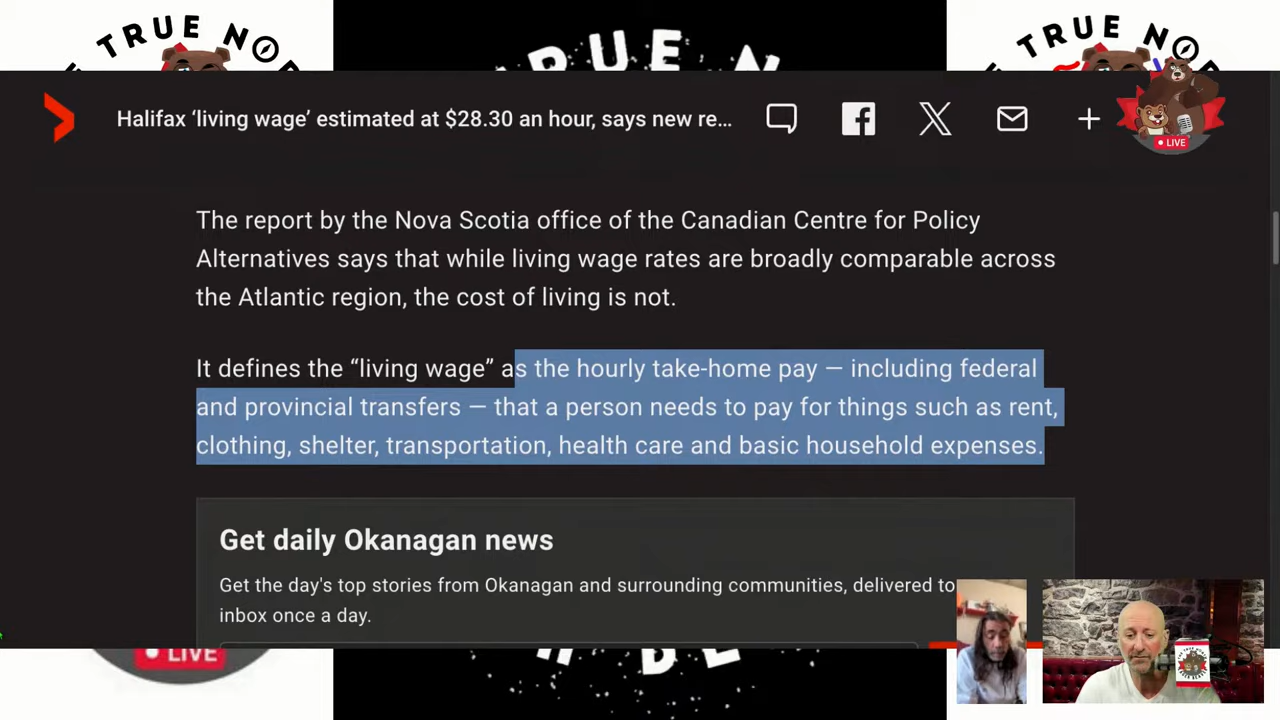 TRUE NO
TRUE N
TRUE NO
Halifax ‘living wage’ estimated at $28.30 an hour, says new re...
LIVE
The report by the Nova Scotia office of the Canadian Centre for Policy
Alternatives says that while living wage rates are broadly comparable across
the Atlantic region, the cost of living is not.
It defines the “living wage” as the hourly take-home pay — including federal
and provincial transfers — that a person needs to pay for things such as rent,
clothing, shelter, transportation, health care and basic household expenses.
Get daily Okanagan news
Get the day's top stories from Okanagan and surrounding communities, delivered to
inbox once a day.
LIVE